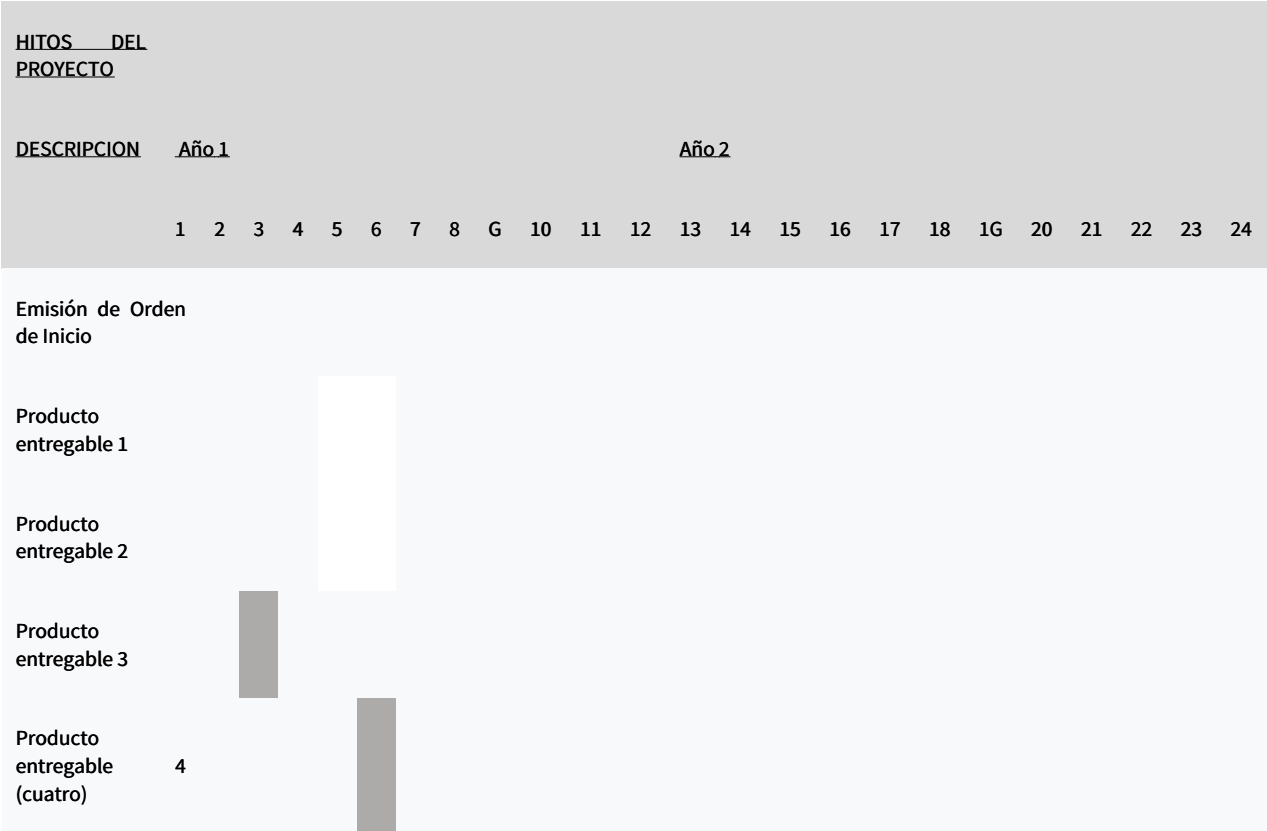 HITOS DEL
PROYECTO
DESCRIPCION Año 1 Año 2
1 2 3 4 5 6 7 8 G 10 11 12 13 14 15 16 17 18 1G 20 21 22 23 24
Emisión de Orden
de Inicio
Producto
entregable 1
Producto
entregable 2
Producto
entregable 3
Producto
entregable 4
(cuatro)